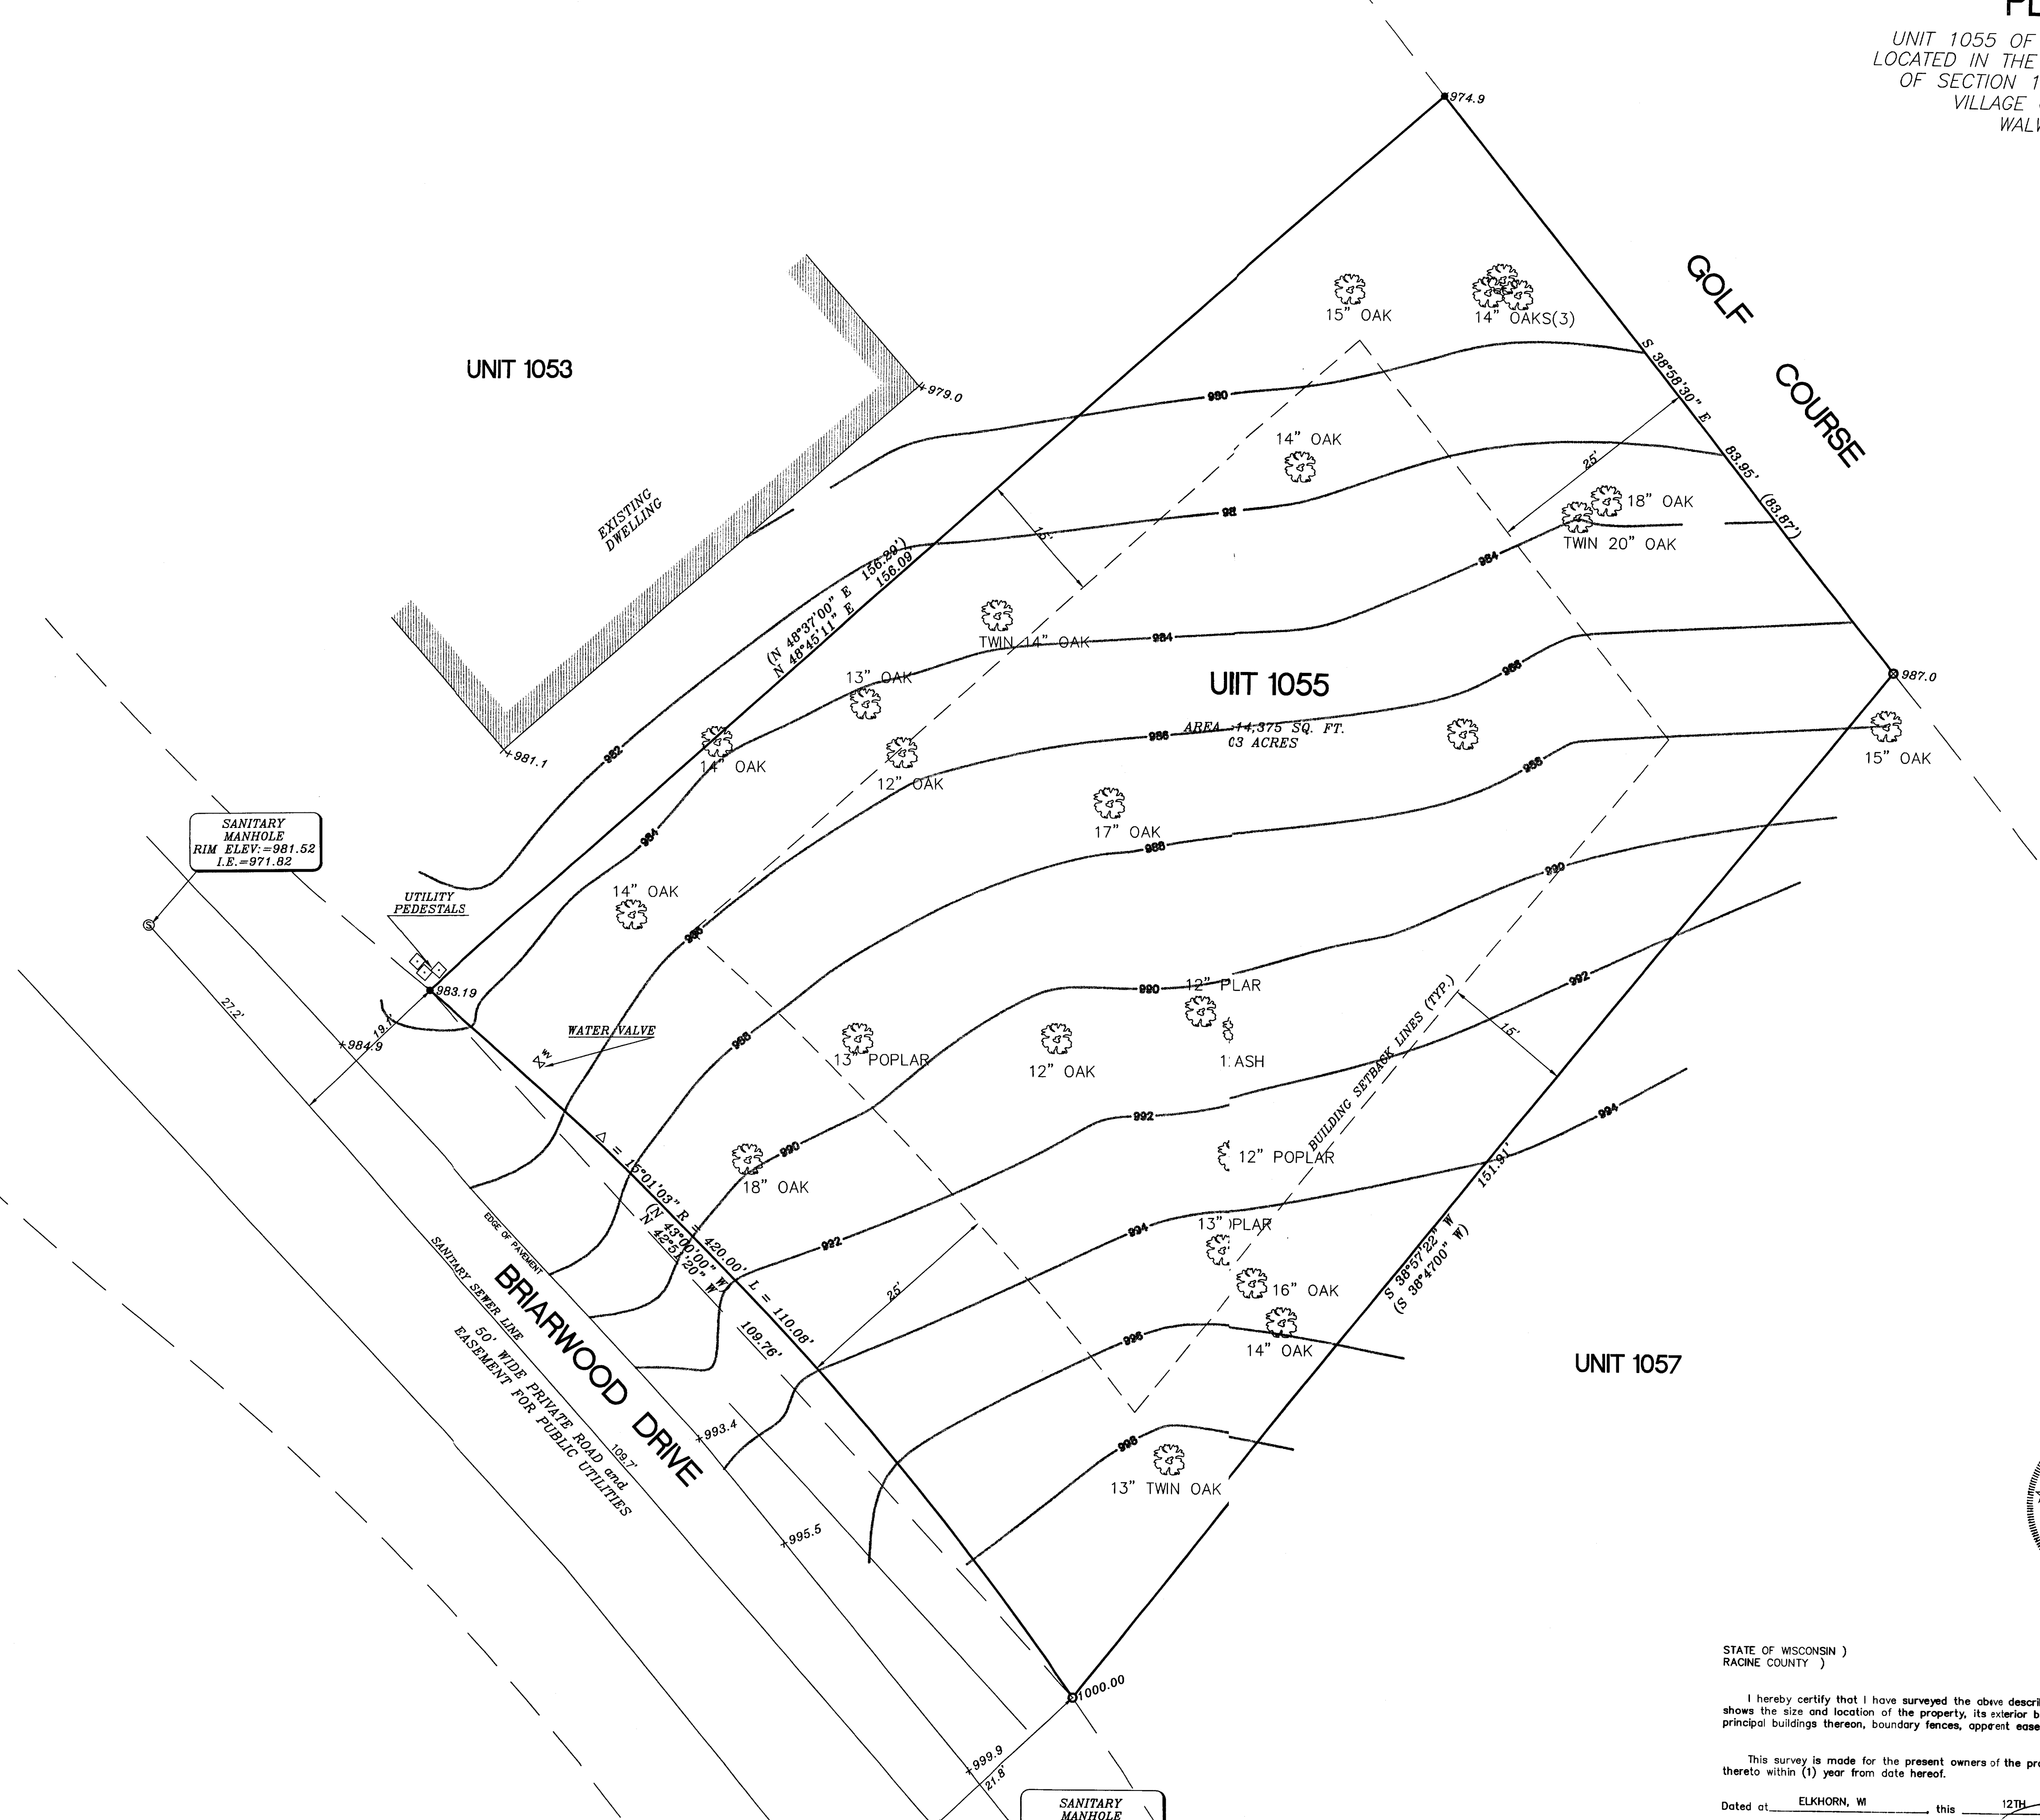 UNIT 1055 OF
LOCATED IN THE
OF SECTION 1
VILLAGE
974.9
GOLF
COURSE
15" OAK
14" OAKS(3)
UNIT 1053
979.0
980
S 38°58'30" E
83.95'
(83.87')
14" OAK
25'
18" OAK
TWIN 20" OAK
EXISTING
DWELLING
(N 48°37'00" E 156.29')
N 48°45'11" E 156.09'
984
TWIN 14" OAK
984
987.0
13" OAK
986
1055
AREA 14,375 SQ. FT.
ACRES
986
15" OAK
981.1
982
14" OAK
12" OAK
988
17" OAK
988
SANITARY
MANHOLE
RIM ELEV:=981.52
I.E.=971.82
984
990
14" OAK
UTILITY
PEDESTALS
S
986
983.19
990
992
27.2'
19.1'
984.9
WATER VALVE
WV
988
13" POPLAR
12" OAK
ASH
BUILDING SETBACK LINES (TYP.)
15'
992
994
990
12" POPLAR
18" OAK
151.91'
Δ = 15°01'03" R = 420.00' L = 110.08'
(N 43°00'00" W)
N 42°51'20" W
109.76'
992
994
13"
S 38°57'22" W
(S 38°4700" W)
EDGE OF PAVEMENT
SANITARY SEWER LINE
BRIARWOOD DRIVE
50' WIDE PRIVATE ROAD and
EASEMENT FOR PUBLIC UTILITIES
109.7'
25'
16" OAK
996
14" OAK
UNIT 1057
993.4
998
13" TWIN OAK
995.5
1000.00
999.9
21.8'
SANITARY
MANHOLE
STATE OF WISCONSIN )
RACINE COUNTY )
I hereby certify that I have surveyed the above
shows the size and location of the property, its exterior
principal buildings thereon, boundary fences, apparent
This survey is made for the present owners of the
thereto within (1) year from date hereof.
Dated at ELKHORN, WI, this 12TH